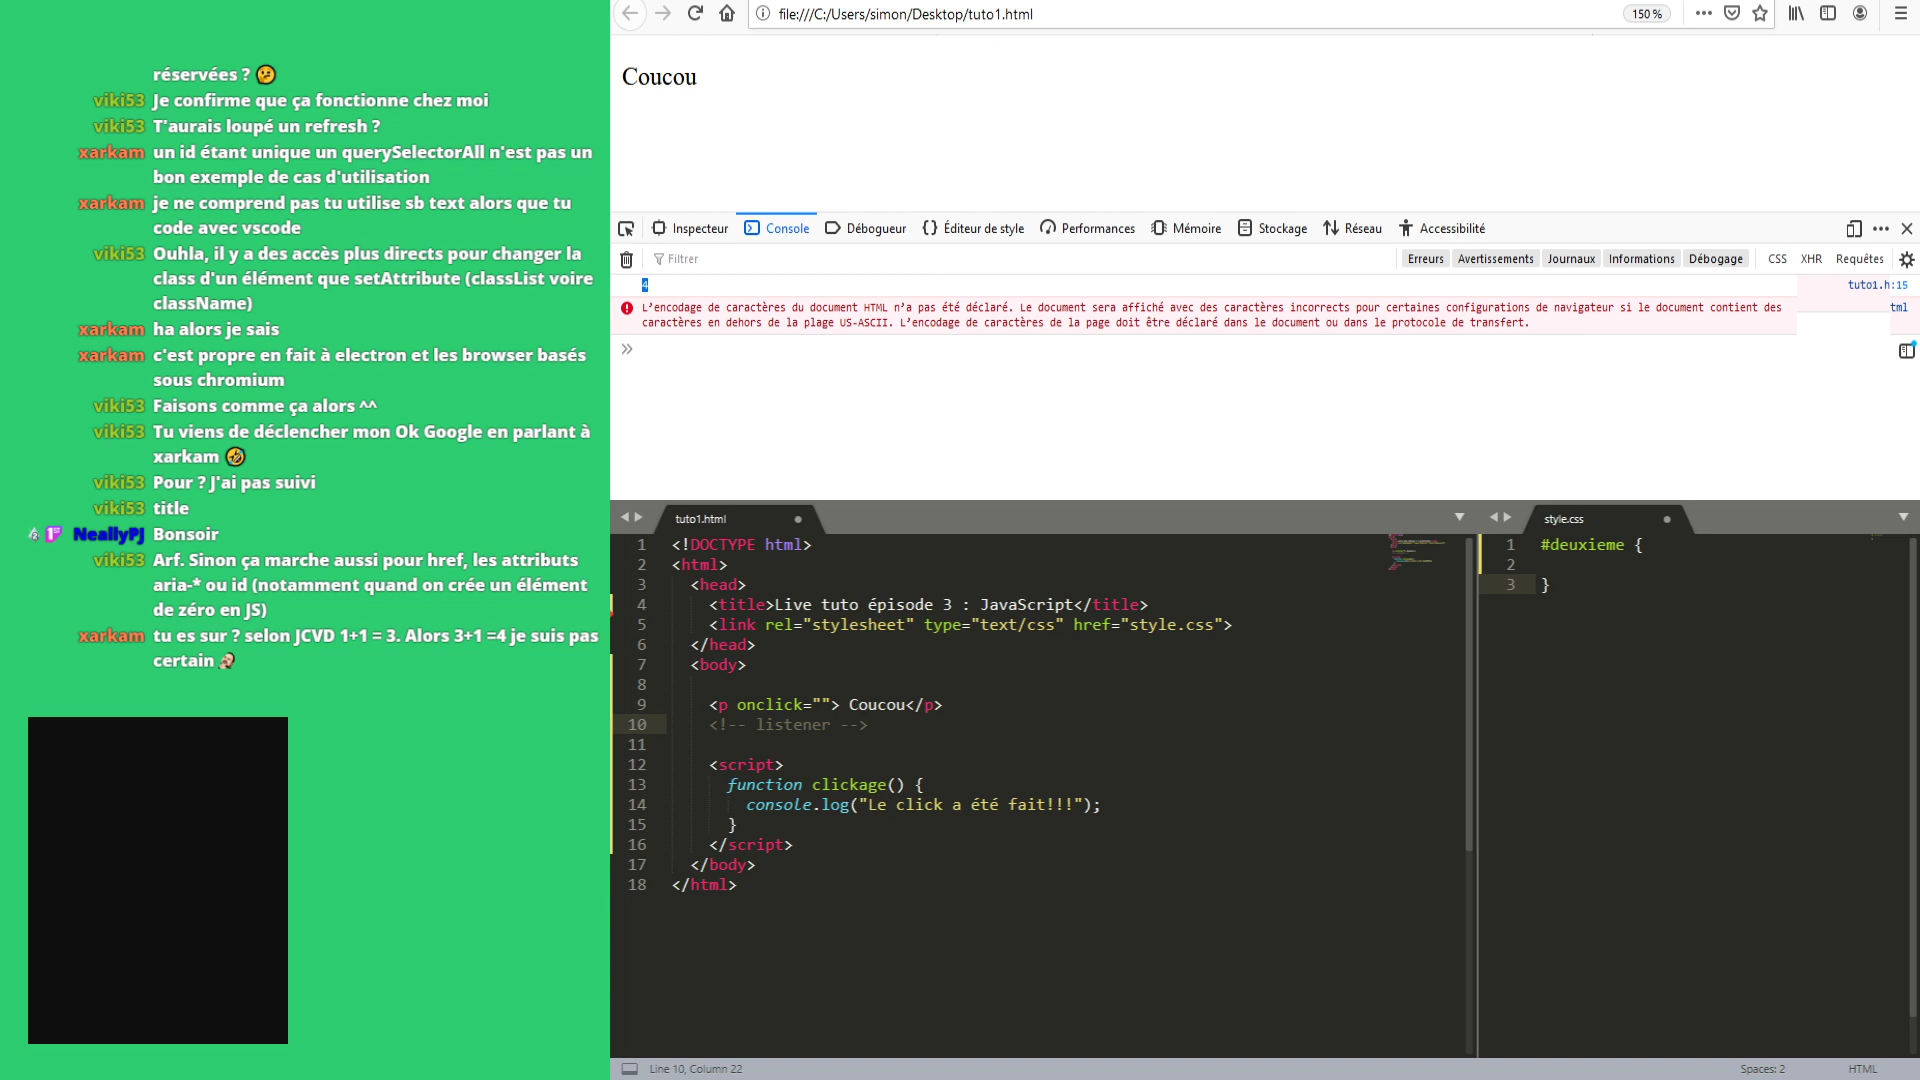 réservées ? 🤔
viki53 Je confirme que ça fonctionne chez moi
viki53 T'aurais loupé un refresh ?
xarkam un id étant unique un querySelectorAll n'est pas un
bon exemple de cas d'utilisation
xarkam je ne comprend pas tu utilise sb text alors que tu
code avec vscode
viki53 Ouhla, il y a des accès plus directs pour changer la
class d'un élément que setAttribute (classList voire
className)
xarkam ha alors je sais
xarkam c'est propre en fait à electron et les browser basés
sous chromium
viki53 Faisons comme ça alors ^^
viki53 Tu viens de déclencher mon Ok Google en parlant à
xarkam 🤣
viki53 Pour ? J'ai pas suivi
viki53 title
NeallyPJ Bonsoir
viki53 Arf. Sinon ça marche aussi pour href, les attributs
aria-* ou id (notamment quand on crée un élément
de zéro en JS)
xarkam tu es sur ? selon JCVD 1+1 = 3. Alors 3+1 =4 je suis pas
certain
file:///C:/Users/simon/Desktop/tuto1.html
150 %
Coucou
Inspecteur Console Débogueur Éditeur de style Performances Mémoire Stockage Réseau Accessibilité
Filtrer
Erreurs Avertissements Journaux Informations Débogage CSS XHR Requêtes
4 tuto1.h:15
L'encodage de caractères du document HTML n'a pas été déclaré. Le document sera affiché avec des caractères incorrects pour certaines configurations de navigateur si le document contient des tml
caractères en dehors de la plage US-ASCII. L'encodage de caractères de la page doit être déclaré dans le document ou dans le protocole de transfert.
tuto1.html
1 <!DOCTYPE html>
2 <html>
3 <head>
4 <title>Live tuto épisode 3 : JavaScript</title>
5 <link rel="stylesheet" type="text/css" href="style.css">
6 </head>
7 <body>
8
9 <p onclick=""> Coucou</p>
10 <!-- listener -->
11
12 <script>
13 function clickage() {
14 console.log("Le click a été fait!!!");
15 }
16 </script>
17 </body>
18 </html>
style.css
1 #deuxieme {
2
3 }
Line 10, Column 22
Spaces: 2
HTML